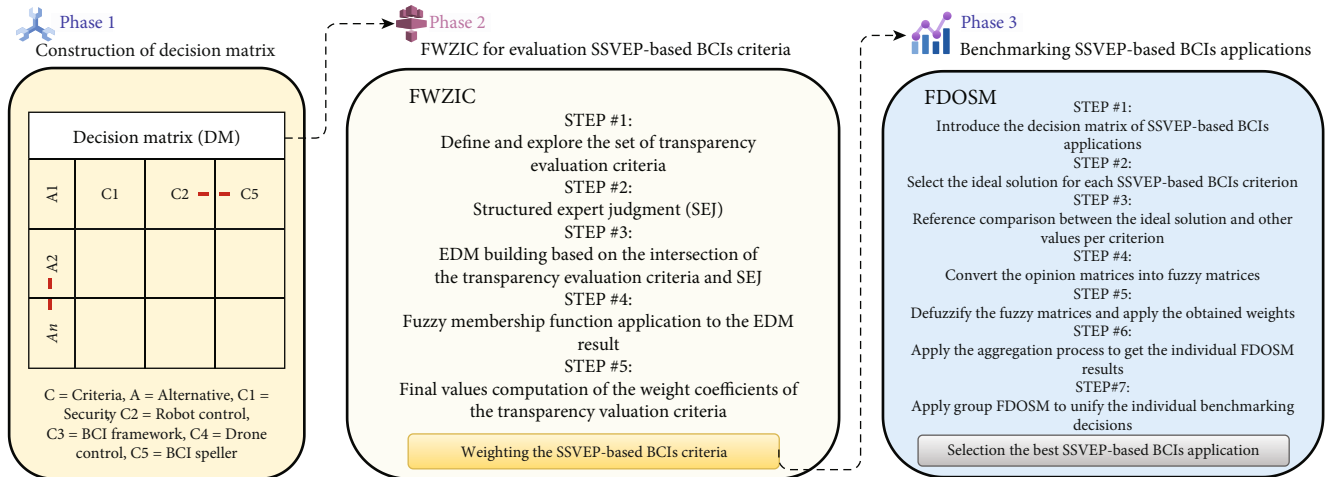 Phase 1
Construction of decision matrix
Decision matrix (DM)
A1
C1
C2
C5
A2
An
C = Criteria, A = Alternative, C1 =
Security C2 = Robot control,
C3 = BCI framework, C4 = Drone
control, C5 = BCI speller
Phase 2
FWZIC for evaluation SSVEP-based BCIs criteria
FWZIC
STEP #1:
Define and explore the set of transparency
evaluation criteria
STEP #2:
Structured expert judgment (SEJ)
STEP #3:
EDM building based on the intersection of
the transparency evaluation criteria and SEJ
STEP #4:
Fuzzy membership function application to the EDM
result
STEP #5:
Final values computation of the weight coefficients of
the transparency valuation criteria
Weighting the SSVEP-based BCIs criteria
Phase 3
Benchmarking SSVEP-based BCIs applications
FDOSM
STEP #1:
Introduce the decision matrix of SSVEP-based BCIs
applications
STEP #2:
Select the ideal solution for each SSVEP-based BCIs criterion
STEP #3:
Reference comparison between the ideal solution and other
values per criterion
STEP #4:
Convert the opinion matrices into fuzzy matrices
STEP #5:
Defuzzify the fuzzy matrices and apply the obtained weights
STEP #6:
Apply the aggregation process to get the individual FDOSM
results
STEP#7:
Apply group FDOSM to unify the individual benchmarking
decisions
Selection the best SSVEP-based BCIs application